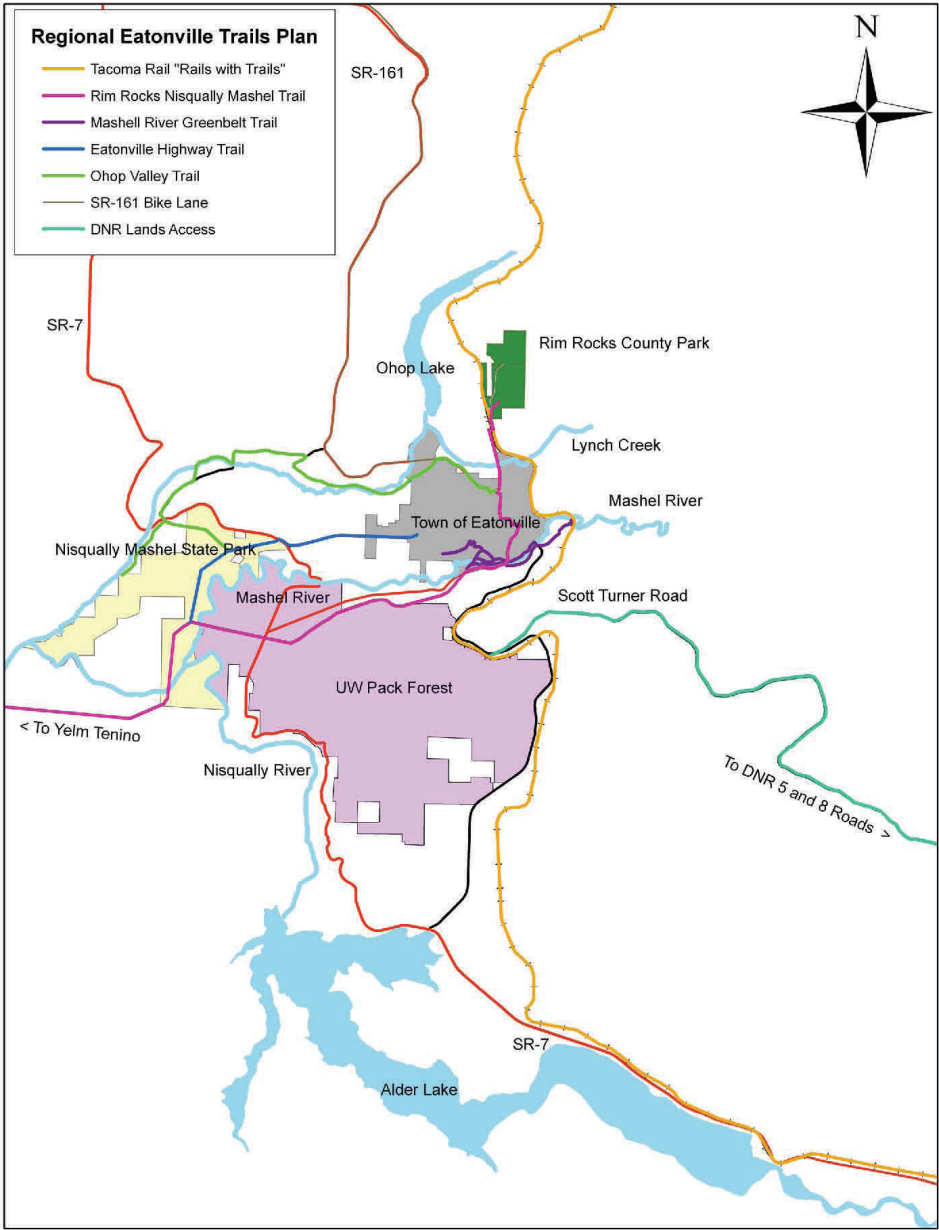 Regional Eatonville Trails Plan
Tacoma Rail "Rails with Trails"
Rim Rocks Nisqually Mashel Trail
Mashell River Greenbelt Trail
Eatonville Highway Trail
Ohop Valley Trail
SR-161 Bike Lane
DNR Lands Access
N
SR-161
SR-7
Rim Rocks County Park
Ohop Lake
Lynch Creek
Mashel River
Town of Eatonville
Nisqually Mashel State Park
Mashel River
Scott Turner Road
UW Pack Forest
< To Yelm Tenino
Nisqually River
To DNR 5 and 8 Roads >
SR-7
Alder Lake